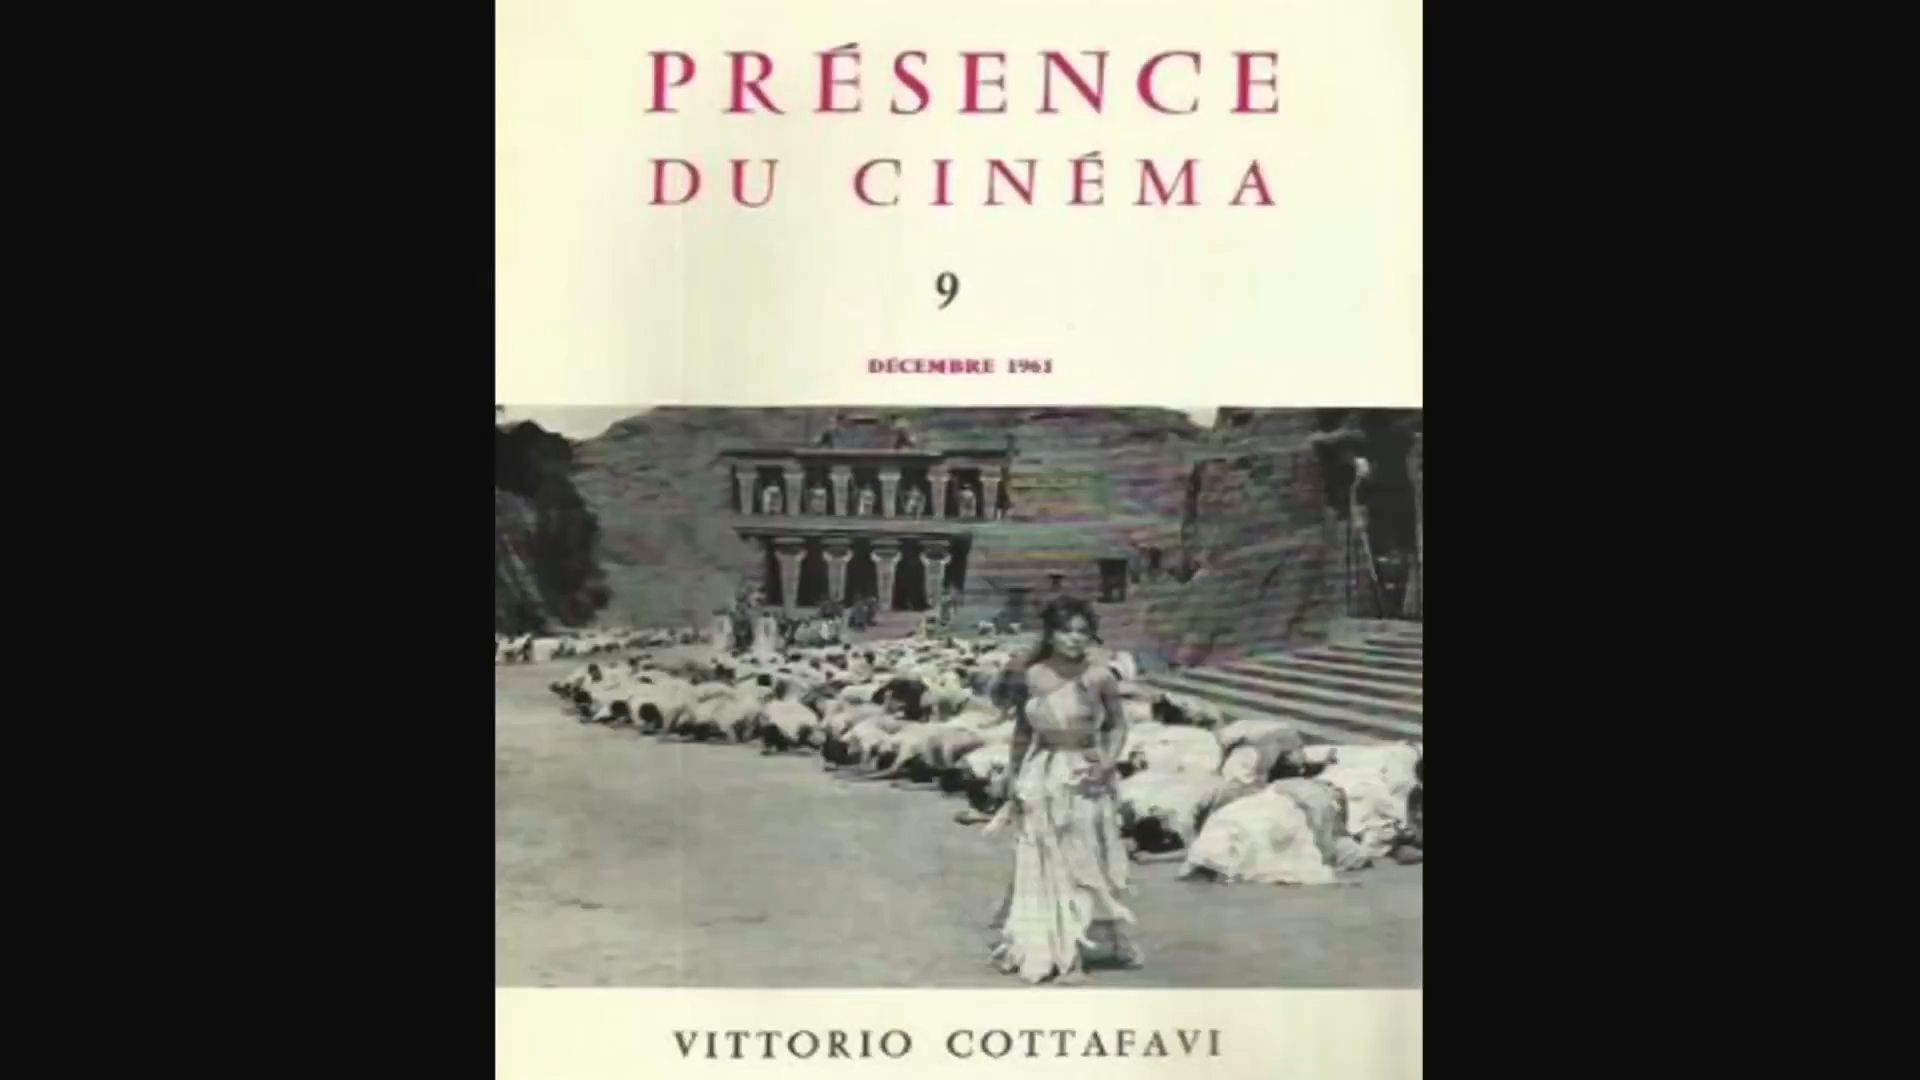 PRÉSENCE
DU CINÉMA
9
DÉCEMBRE 1961
VITTORIO COTTAFAVI